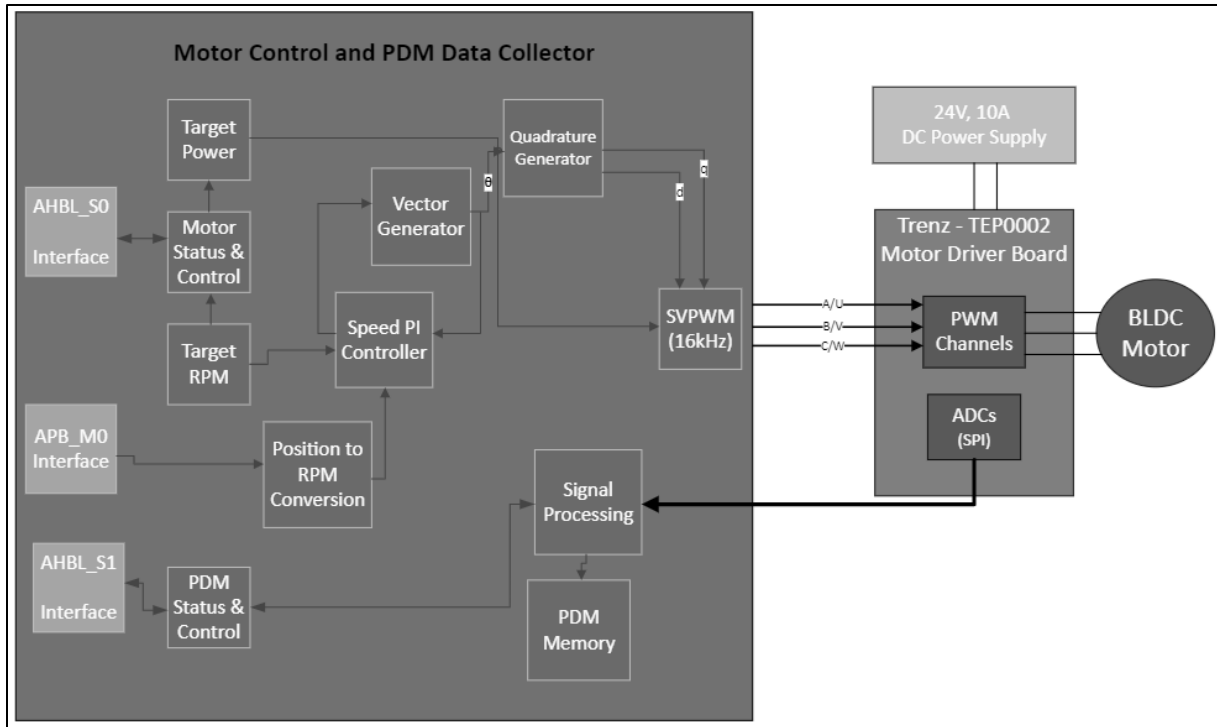 Motor Control and PDM Data Collector
Target
Power
Quadrature
Generator
24V, 10A
DC Power Supply
θ
q
d
AHBL_S0
Interface
Motor
Status &
Control
Vector
Generator
Trenz - TEP0002
Motor Driver Board
Target
RPM
Speed PI
Controller
SVPWM
(16kHz)
A/U
B/V
C/W
PWM
Channels
BLDC
Motor
APB_M0
Interface
Position to
RPM
Conversion
ADCs
(SPI)
Signal
Processing
AHBL_S1
Interface
PDM
Status &
Control
PDM
Memory